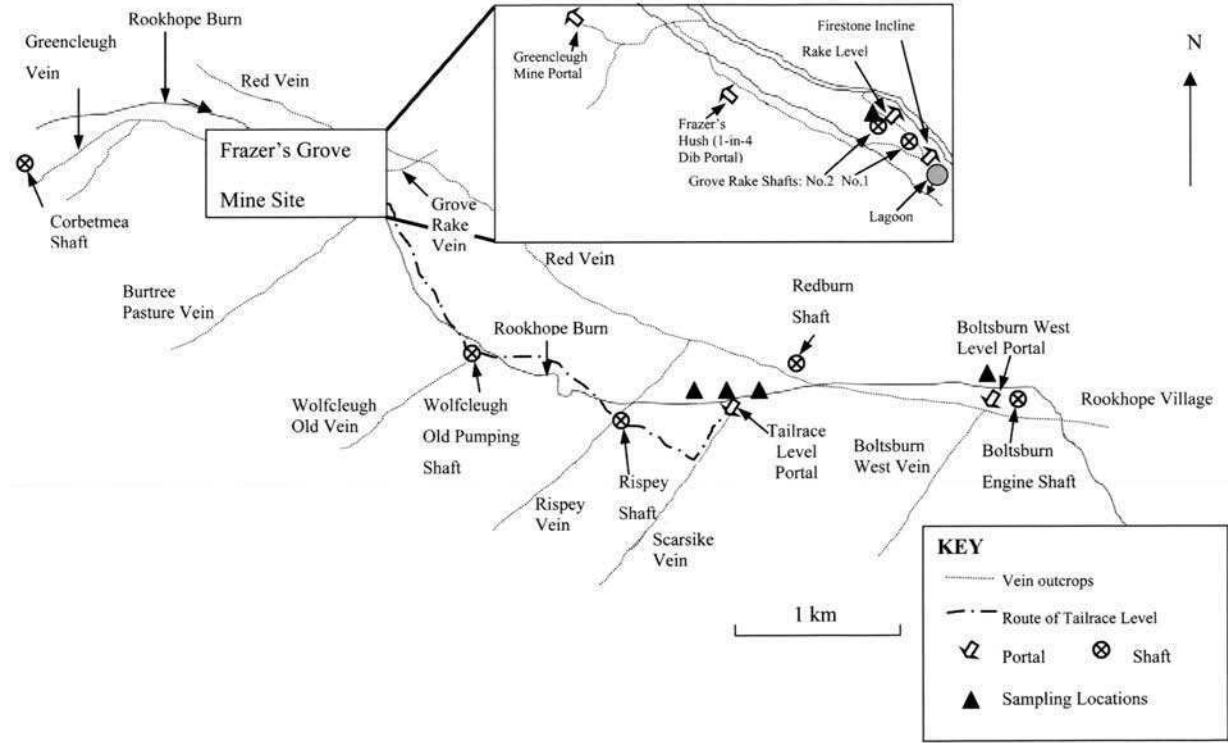 Rookhope Burn
Greencleugh
Vein
Red Vein
Corbetmea
Shaft
Frazer's Grove
Mine Site
Grove
Rake
Vein
Burtree
Pasture Vein
Greencleugh
Mine Portal
Frazer's
Hush (1-in-4
Dib Portal)
Firestone Incline
Rake Level
Grove Rake Shafts: No.2 No.1
Lagoon
N
Red Vein
Rookhope Burn
Wolfcleugh
Old Vein
Wolfcleugh
Old Pumping
Shaft
Rispey
Vein
Rispey
Shaft
Scarsike
Vein
Tailrace
Level
Portal
Redburn
Shaft
Boltsburn West
Level Portal
Rookhope Village
Boltsburn
West Vein
Boltsburn
Engine Shaft
1 km
KEY
Vein outcrops
Route of Tailrace Level
Portal
Shaft
Sampling Locations